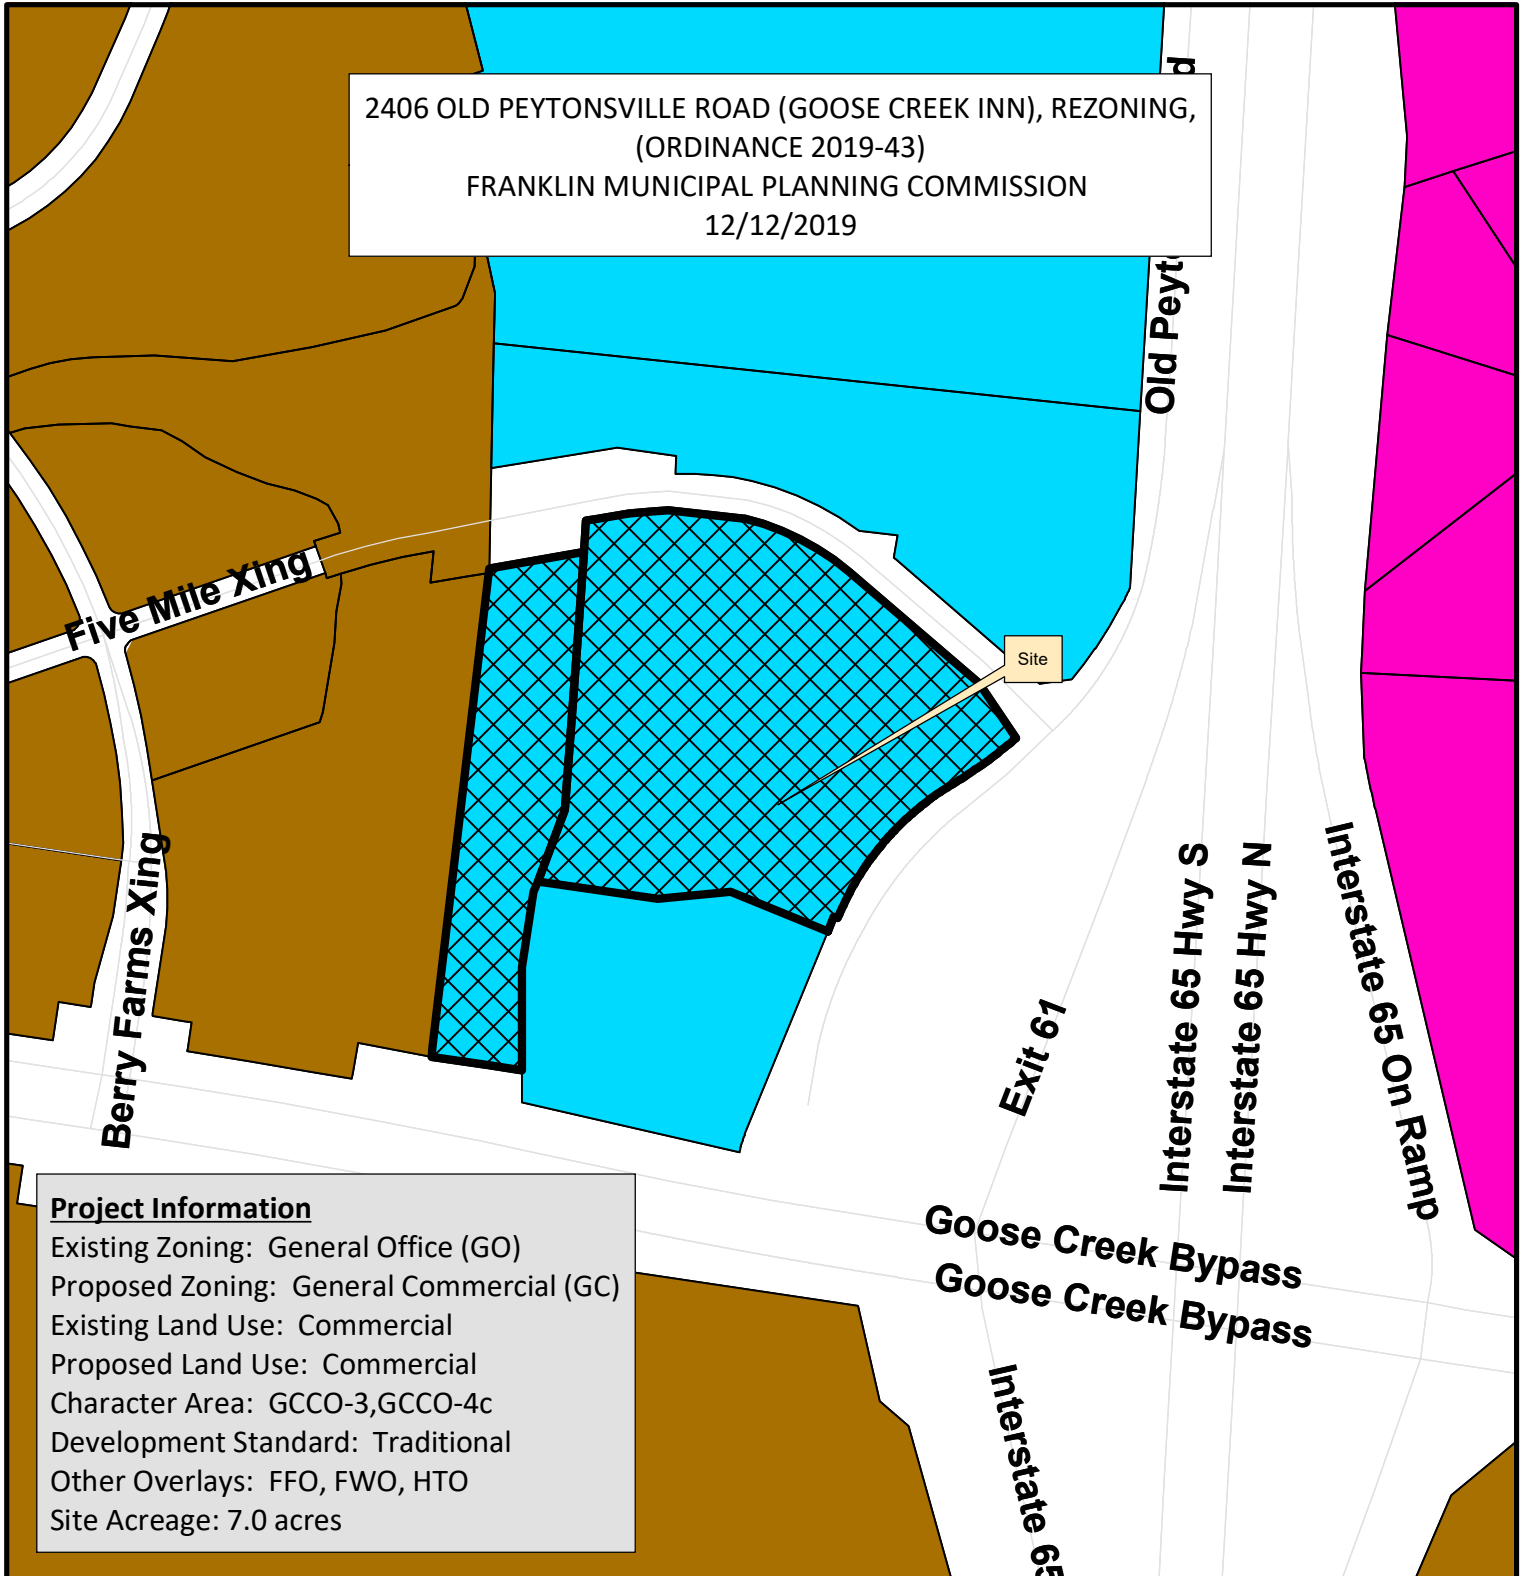 2406 OLD PEYTONSVILLE ROAD (GOOSE CREEK INN), REZONING,
(ORDINANCE 2019-43)
FRANKLIN MUNICIPAL PLANNING COMMISSION
12/12/2019
Old Peyt
d
Five Mile Xing
Site
Berry Farms Xing
Exit 61
Interstate 65 Hwy S
Interstate 65 Hwy N
Interstate 65 On Ramp
Goose Creek Bypass
Goose Creek Bypass
Interstate 65
Project Information
Existing Zoning: General Office (GO)
Proposed Zoning: General Commercial (GC)
Existing Land Use: Commercial
Proposed Land Use: Commercial
Character Area: GCCO-3,GCCO-4c
Development Standard: Traditional
Other Overlays: FFO, FWO, HTO
Site Acreage: 7.0 acres